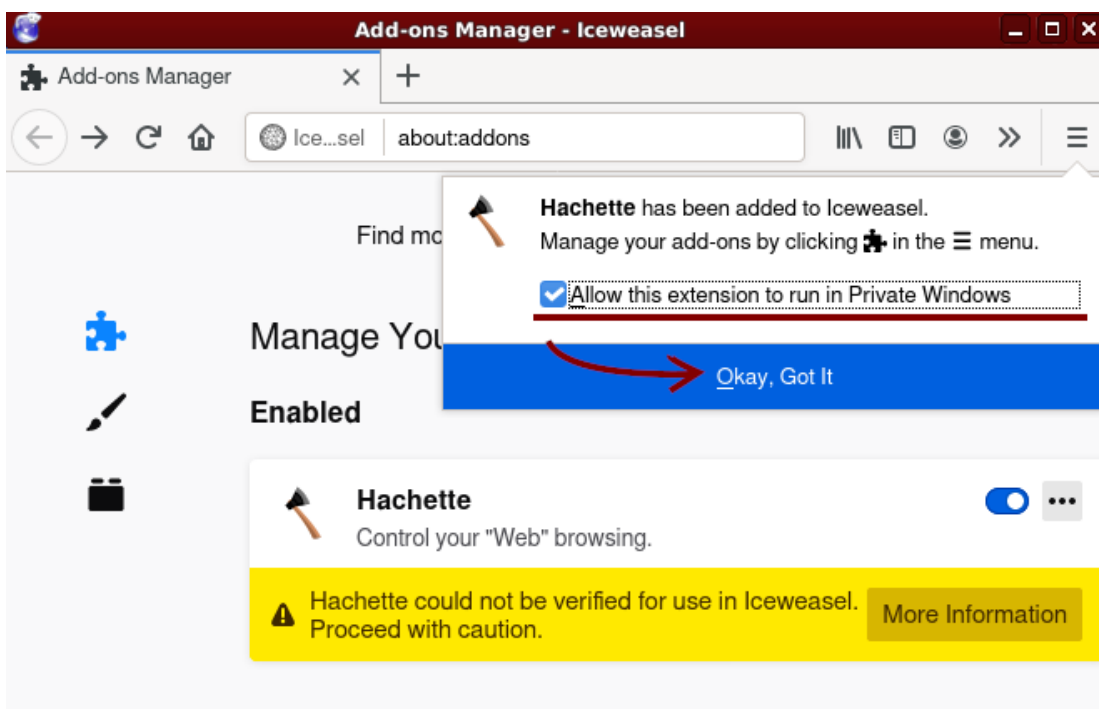 Add-ons Manager - Iceweasel
Add-ons Manager
Ice...sel about:addons
Hachette has been added to Iceweasel.
Manage your add-ons by clicking in the menu.
Allow this extension to run in Private Windows
Okay, Got It
Find mo
Manage You
Enabled
Hachette
Control your "Web" browsing.
Hachette could not be verified for use in Iceweasel.
Proceed with caution.
More Information